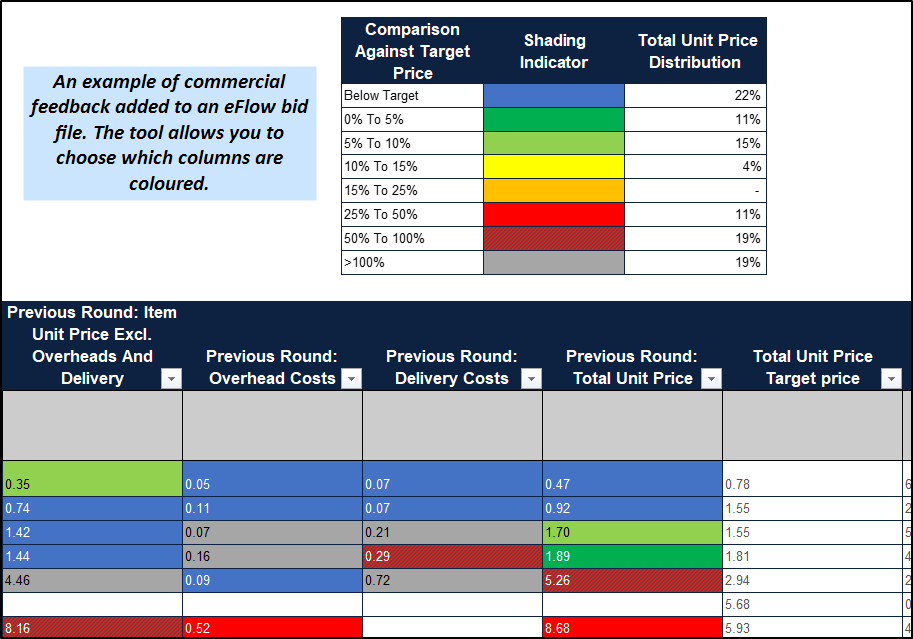 An example of commercial
feedback added to an eFlow bid
file. The tool allows you to
choose which columns are
coloured.
Comparison
Against Target
Price
Shading
Indicator
Total Unit Price
Distribution
Below Target 22%
0% To 5% 11%
5% To 10% 15%
10% To 15% 4%
15% To 25% -
25% To 50% 11%
50% To 100% 19%
>100% 19%
Previous Round: Item
Unit Price Excl.
Overheads And
Delivery
Previous Round:
Overhead Costs
Previous Round:
Delivery Costs
Previous Round:
Total Unit Price
Total Unit Price
Target price
0.35 0.05 0.07 0.47 0.78
0.74 0.11 0.07 0.92 1.55
1.42 0.07 0.21 1.70 1.55
1.44 0.16 0.29 1.89 1.81
4.46 0.09 0.72 5.26 2.94
5.68
8.16 0.52 8.68 5.93